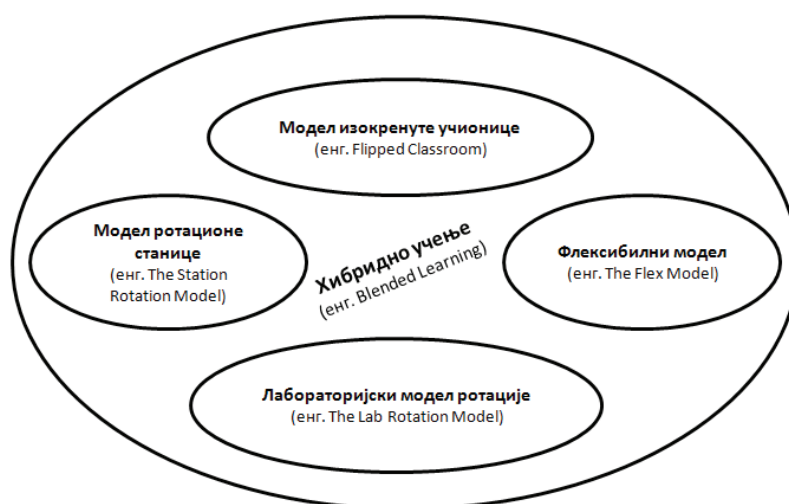 Модел изокренуте учионице
(енг. Flipped Classroom)
Модел ротационе
станице
(енг. The Station
Rotation Model)
Хибридно учење
(енг. Blended Learning)
Флексибилни модел
(енг. The Flex Model)
Лабораторијски модел ротације
(енг. The Lab Rotation Model)